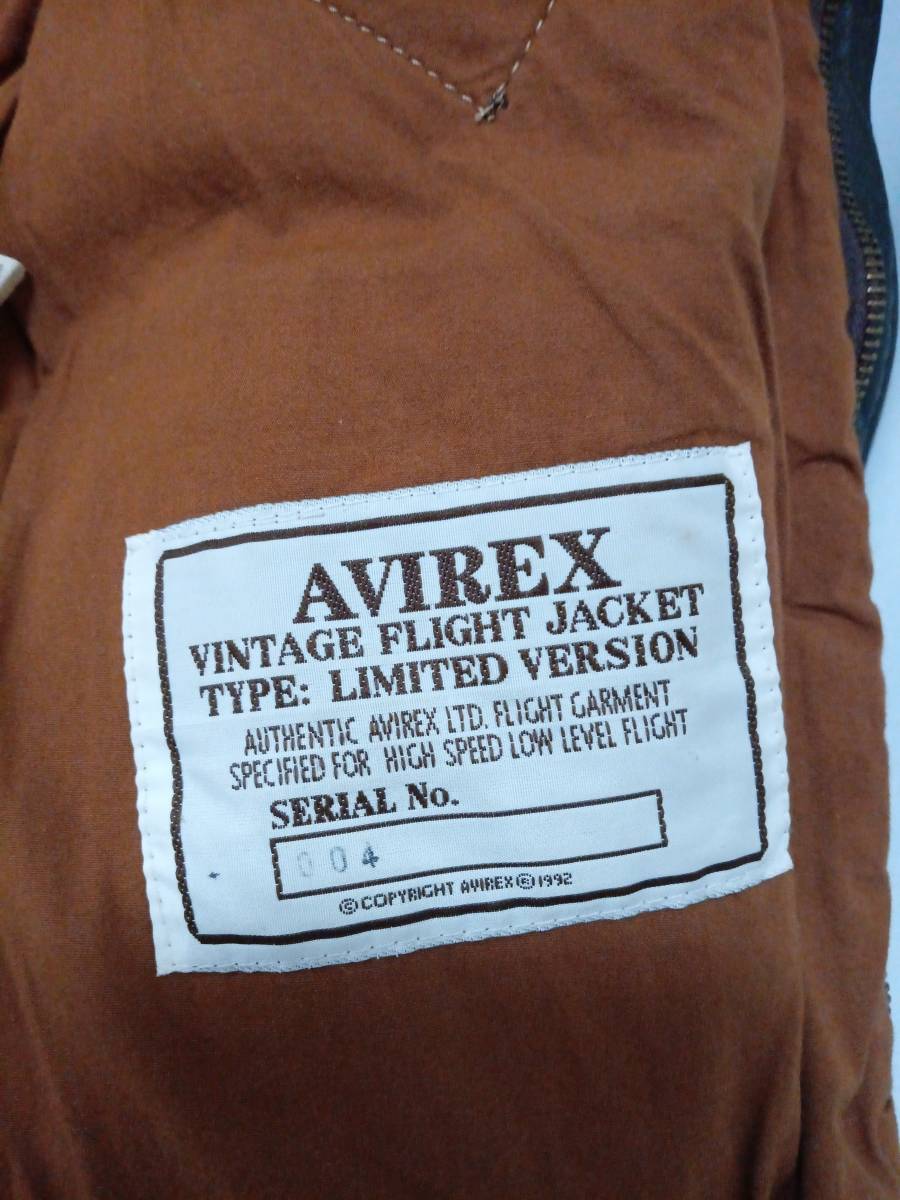 AVIREX
VINTAGE FLIGHT JACKET
TYPE: LIMITED VERSION
AUTHENTIC AVIREX LTD. FLIGHT GARMENT
SPECIFIED FOR HIGH SPEED LOW LEVEL FLIGHT
SERIAL No.
004
© COPYRIGHT AVIREX © 1992